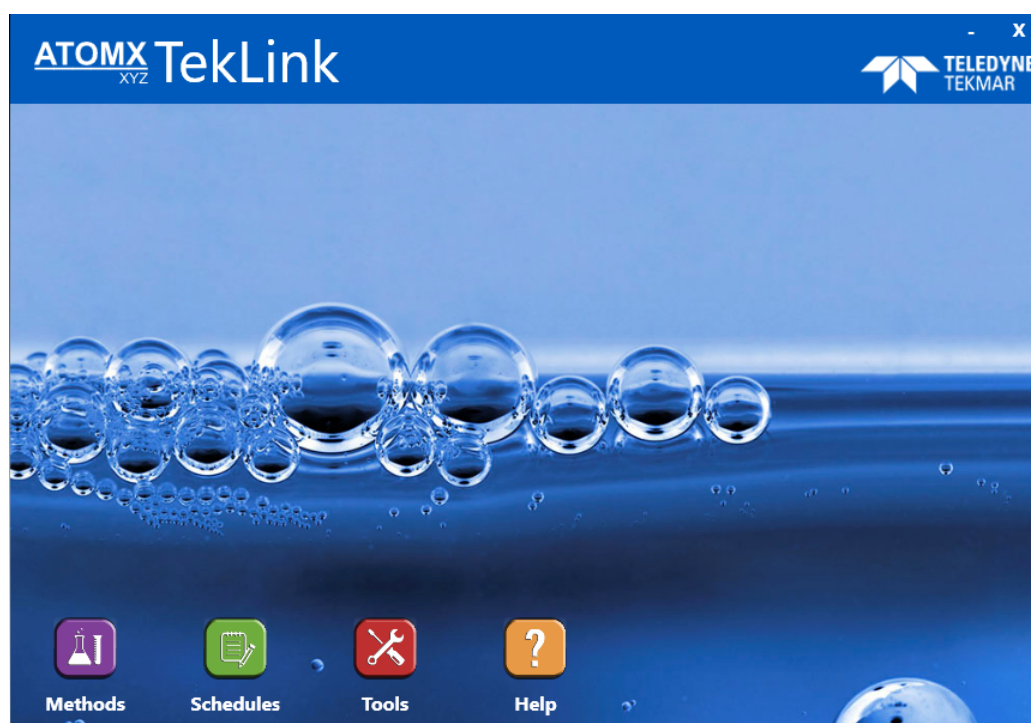 - X
ATOMX
XYZ
TekLink
TELEDYNE
TEKMAR
Methods
Schedules
Tools
Help